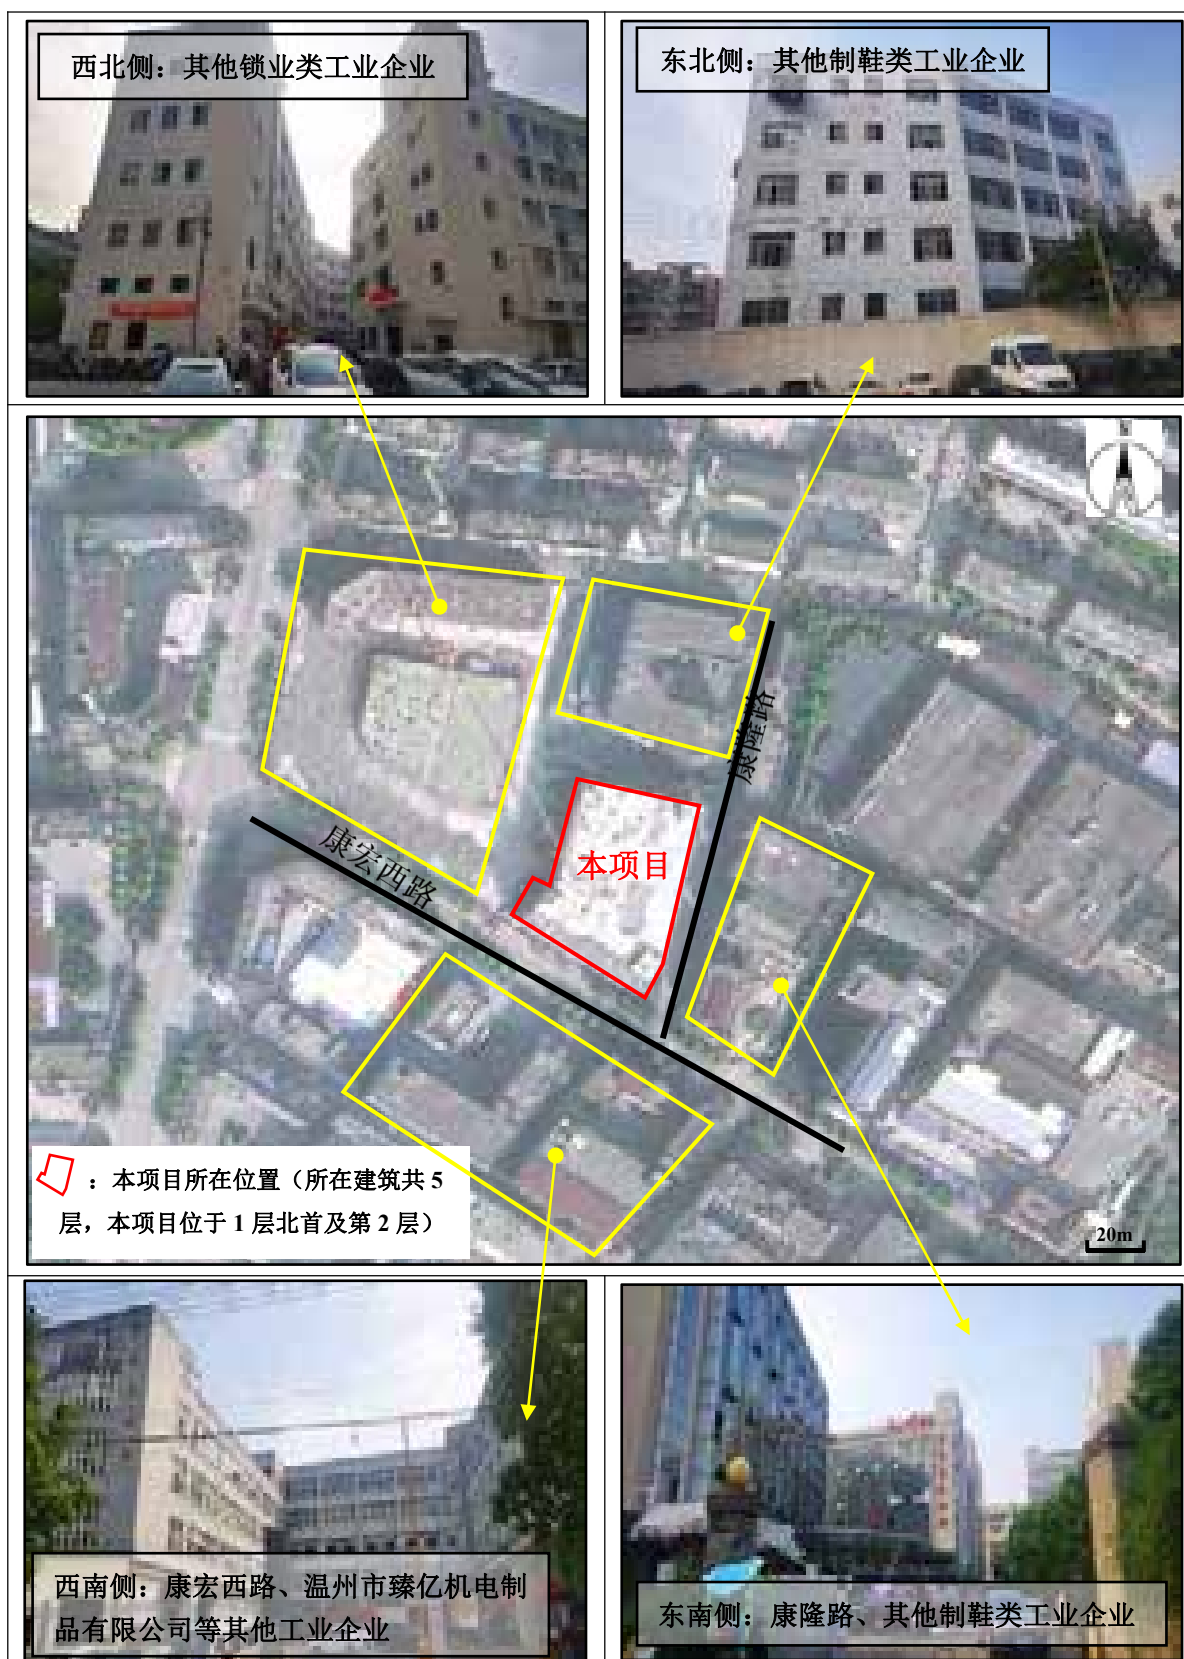 西北侧：其他锁业类工业企业
东北侧：其他制鞋类工业企业
康隆路
康宏西路
本项目
：本项目所在位置（所在建筑共 5
层，本项目位于 1 层北首及第 2 层）
20m
西南侧：康宏西路、温州市臻亿机电制
品有限公司等其他工业企业
东南侧：康隆路、其他制鞋类工业企业